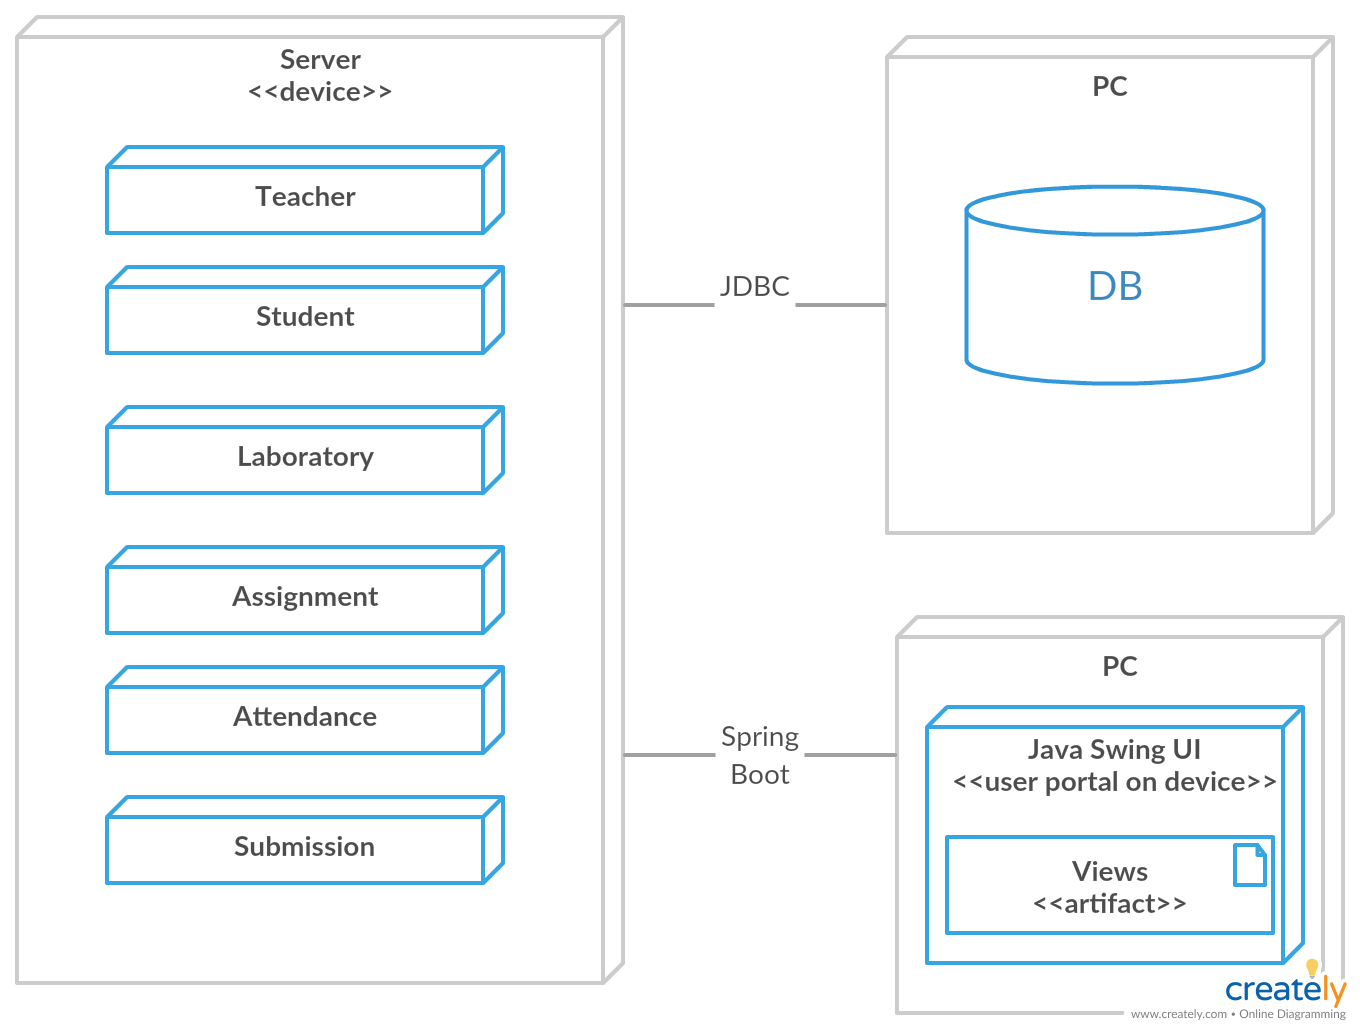 Server
<<device>>
Teacher
Student
Laboratory
Assignment
Attendance
Submission
JDBC
Spring
Boot
PC
DB
PC
Java Swing UI
<<user portal on device>>
Views
<<artifact>>
creately
www.creately.com • Online Diagramming